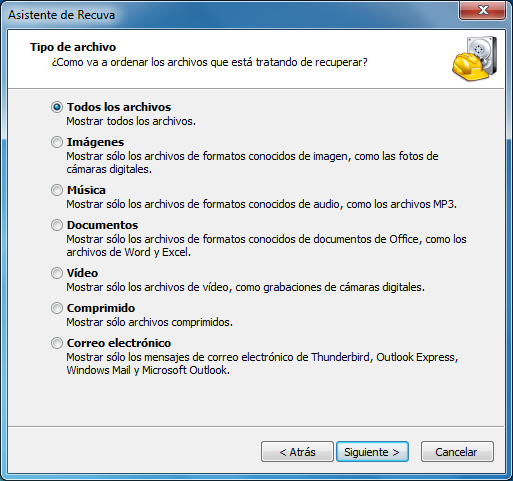 Asistente de Recuva
Tipo de archivo
¿Como va a ordenar los archivos que está tratando de recuperar?
Todos los archivos
Mostrar todos los archivos.
Imágenes
Mostrar sólo los archivos de formatos conocidos de imagen, como las fotos de
cámaras digitales.
Música
Mostrar sólo los archivos de formatos conocidos de audio, como los archivos MP3.
Documentos
Mostrar sólo los archivos de formatos conocidos de documentos de Office, como los
archivos de Word y Excel.
Vídeo
Mostrar sólo los archivos de vídeo, como grabaciones de cámaras digitales.
Comprimido
Mostrar sólo archivos comprimidos.
Correo electrónico
Mostrar sólo los mensajes de correo electrónico de Thunderbird, Outlook Express,
Windows Mail y Microsoft Outlook.
< Atrás
Siguiente >
Cancelar